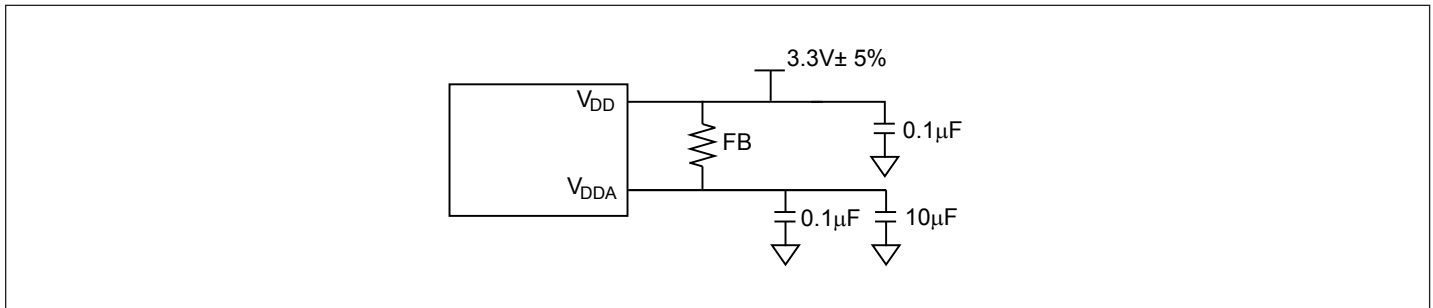 3.3V± 5%
VDD
0.1μF
FB
VDDA
0.1μF
10μF